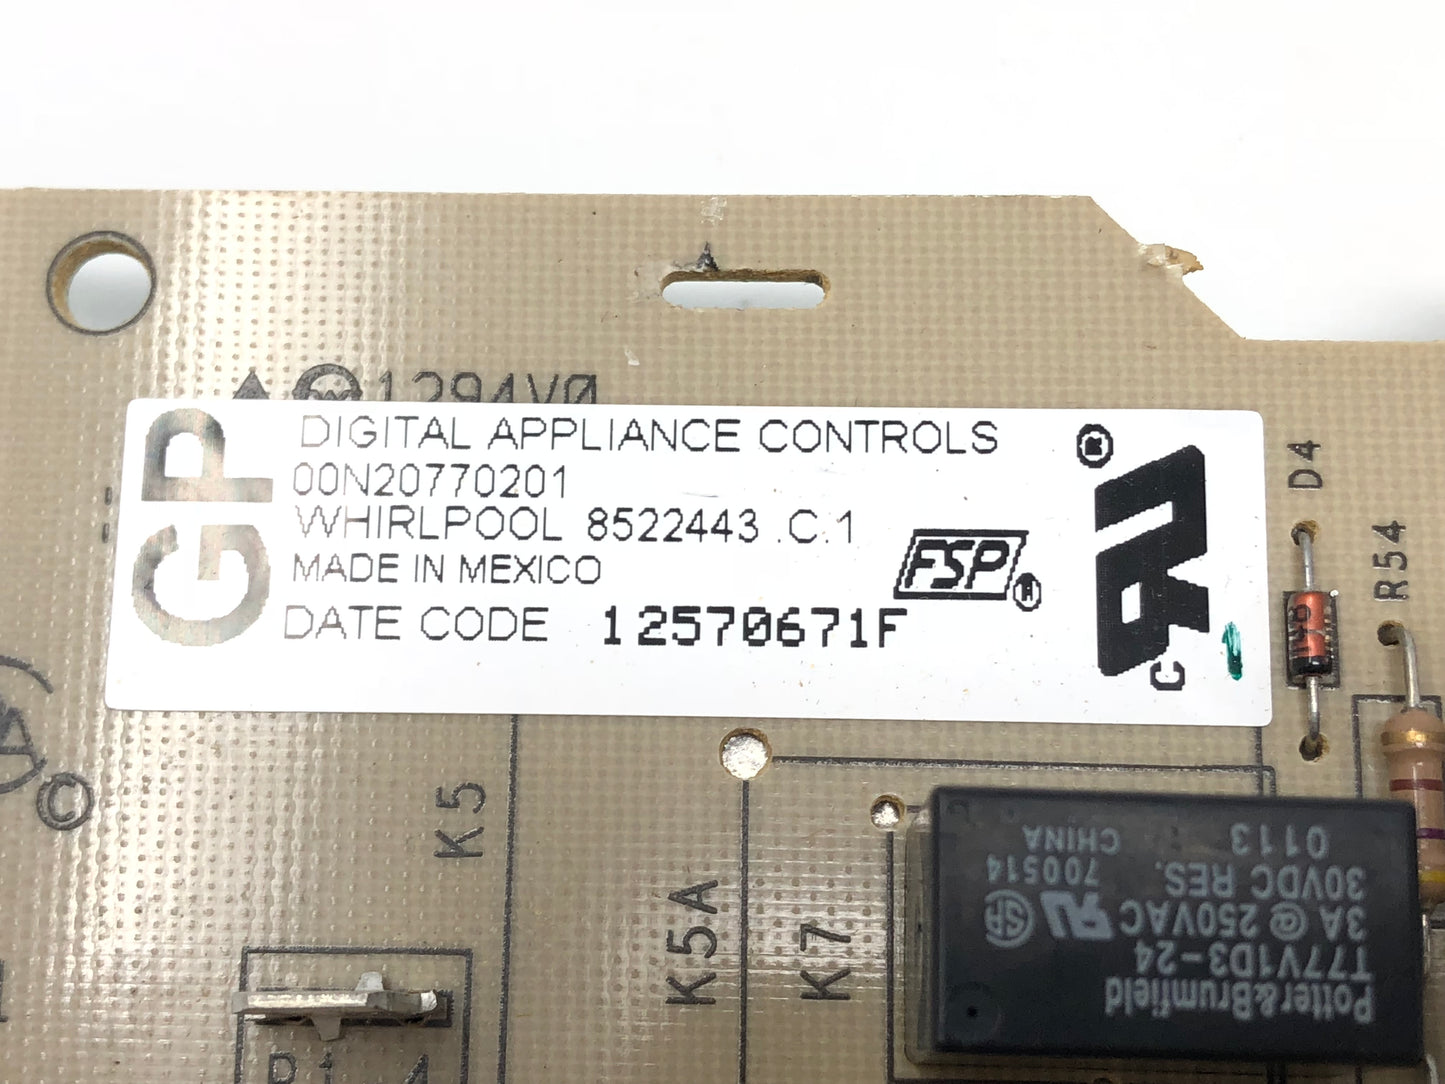 1294V0
GP
DIGITAL APPLIANCE CONTROLS
00N20770201
WHIRLPOOL 8522443 .C.1
MADE IN MEXICO
DATE CODE 12570671F
FSP
®
C
®
1
D4
R54
©
K5
K5A
K7
Potter&Brumfield
T77V1D3-24
3A @ 250VAC
30VDC RES.
0113
700514
CHINA